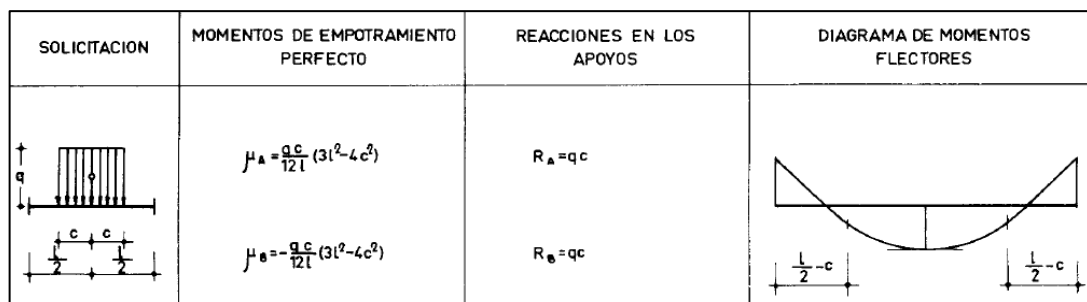 SOLICITACION
MOMENTOS DE EMPOTRAMIENTO
PERFECTO
REACCIONES EN LOS
APOYOS
DIAGRAMA DE MOMENTOS
FLECTORES
q
c c
l/2 l/2
μA = qc/12l (3l²-4c²)
μB = -qc/12l (3l²-4c²)
RA = qc
RB = qc
l/2 -c
l/2 -c